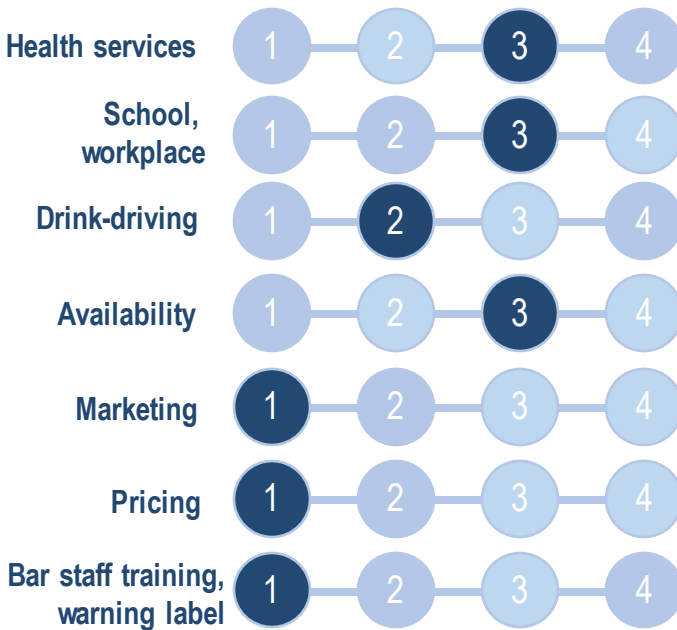 Health services 1 2 3 4
School,
workplace 1 2 3 4
Drink-driving 1 2 3 4
Availability 1 2 3 4
Marketing 1 2 3 4
Pricing 1 2 3 4
Bar staff training,
warning label 1 2 3 4